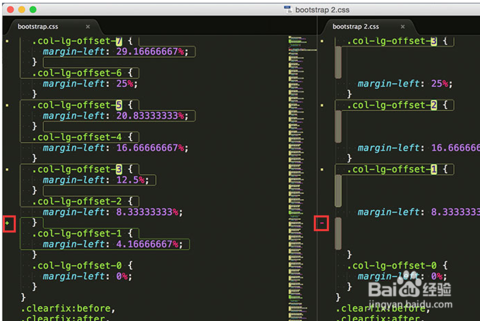 bootstrap 2.css
bootstrap.css
.col-lg-offset-7 {
margin-left: 29.16666667%;
}
.col-lg-offset-6 {
margin-left: 25%;
}
.col-lg-offset-5 {
margin-left: 20.83333333%;
}
.col-lg-offset-4 {
margin-left: 16.66666667%;
}
.col-lg-offset-3 {
margin-left: 12.5%;
}
.col-lg-offset-2 {
margin-left: 8.33333333%;
}
.col-lg-offset-1 {
margin-left: 4.16666667%;
}
.col-lg-offset-0 {
margin-left: 0%;
}
.clearfix:before,
.clearfix:after,
bootstrap 2.css
.col-lg-offset-3 {
margin-left: 25%;
}
.col-lg-offset-2 {
margin-left: 16.666
}
.col-lg-offset-1 {
margin-left: 8.3333
}
.col-lg-offset-0 {
margin-left: 0%;
}
.clearfix:before,
.clearfix:after,
Baidu 经验
jingyan.baidu.com